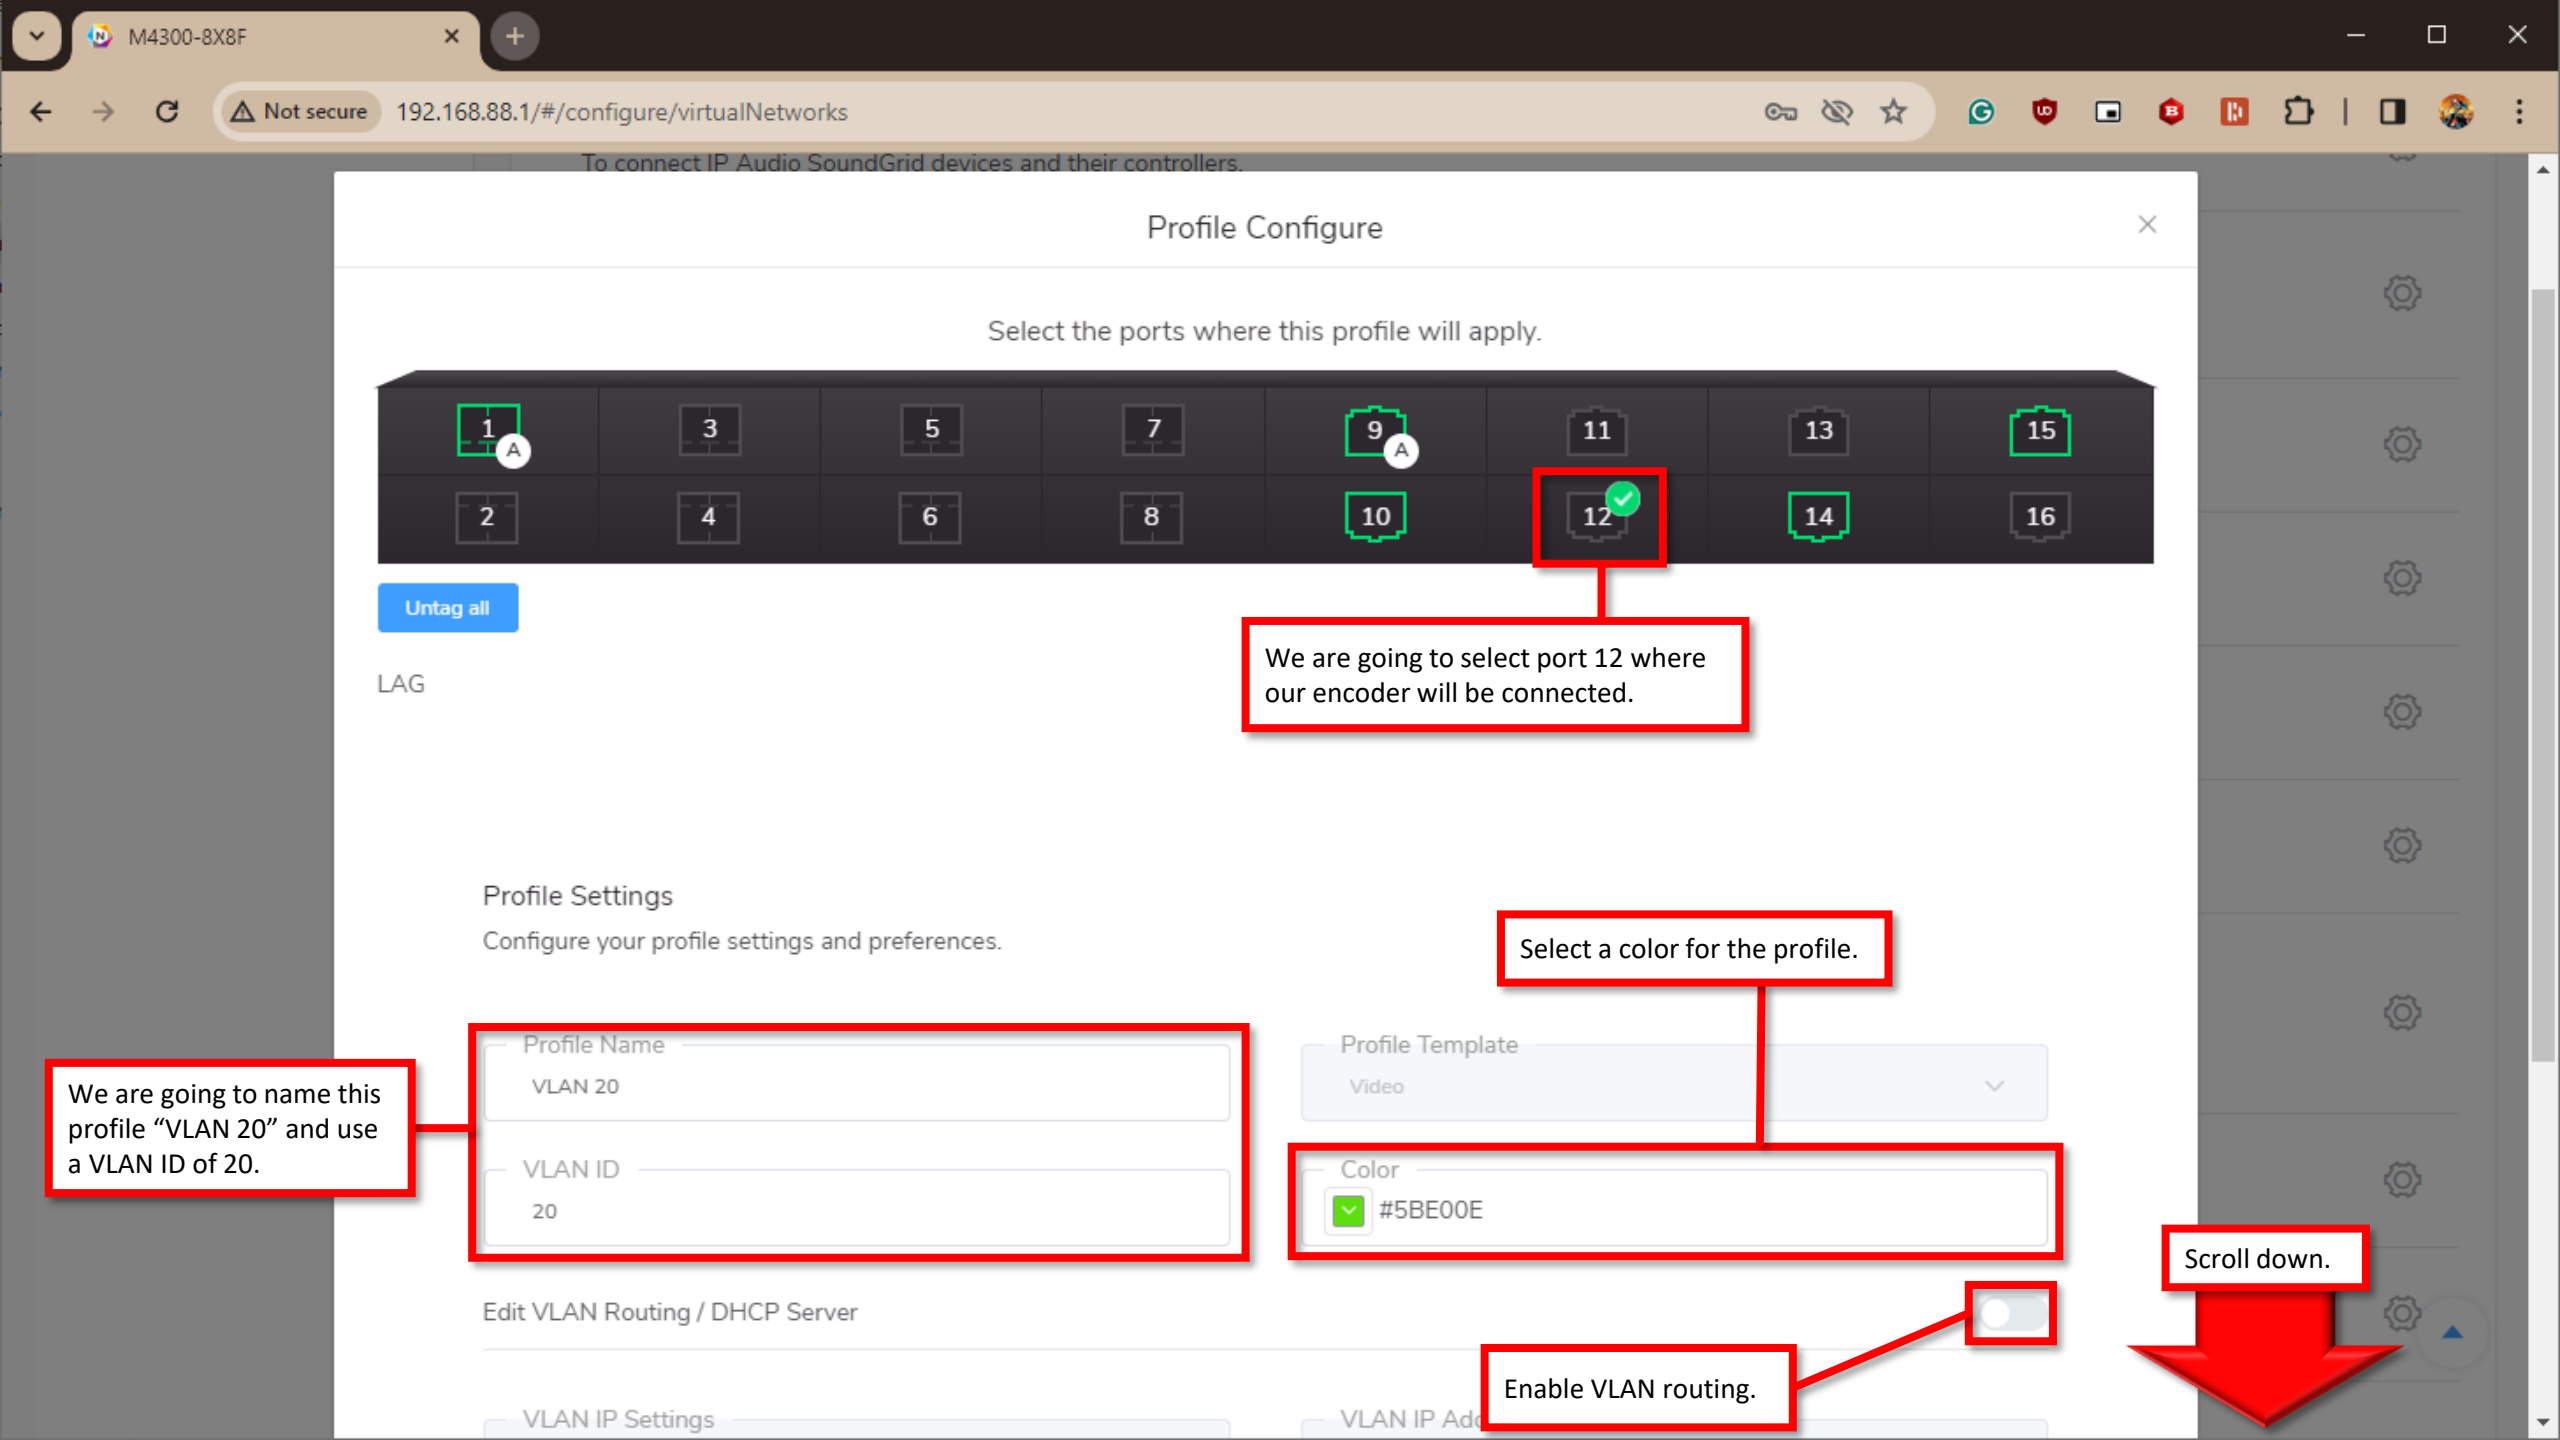 M4300-8X8F
Not secure
192.168.88.1/#/configure/virtualNetworks
To connect IP Audio SoundGrid devices and their controllers.
Profile Configure
Select the ports where this profile will apply.
1 A 3 5 7 9 A 11 13 15
2 4 6 8 10 12 14 16
Untag all
We are going to select port 12 where
our encoder will be connected.
LAG
Profile Settings
Configure your profile settings and preferences.
Select a color for the profile.
Profile Name
VLAN 20
Profile Template
Video
We are going to name this
profile “VLAN 20” and use
a VLAN ID of 20.
VLAN ID
20
Color
#5BE00E
Scroll down.
Edit VLAN Routing / DHCP Server
Enable VLAN routing.
VLAN IP Settings
VLAN IP